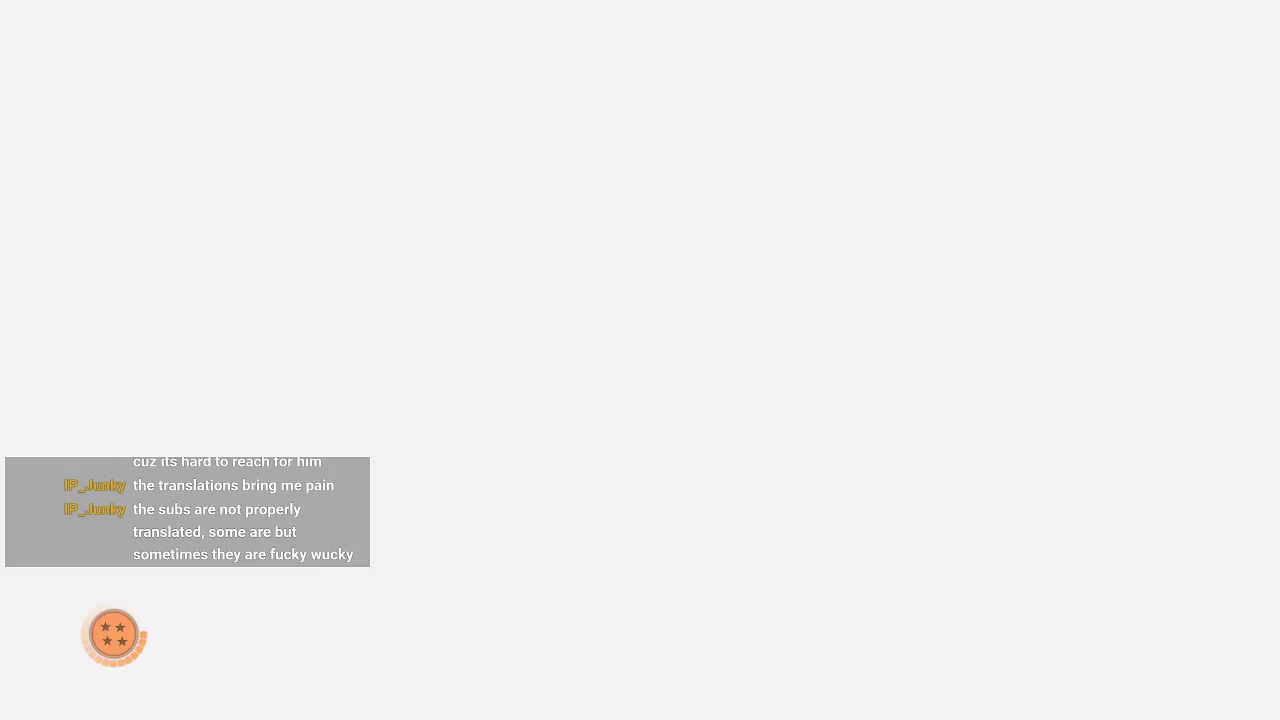 cuz its hard to reach for him
IP_Junky the translations bring me pain
IP_Junky the subs are not properly
translated, some are but
sometimes they are fucky wucky